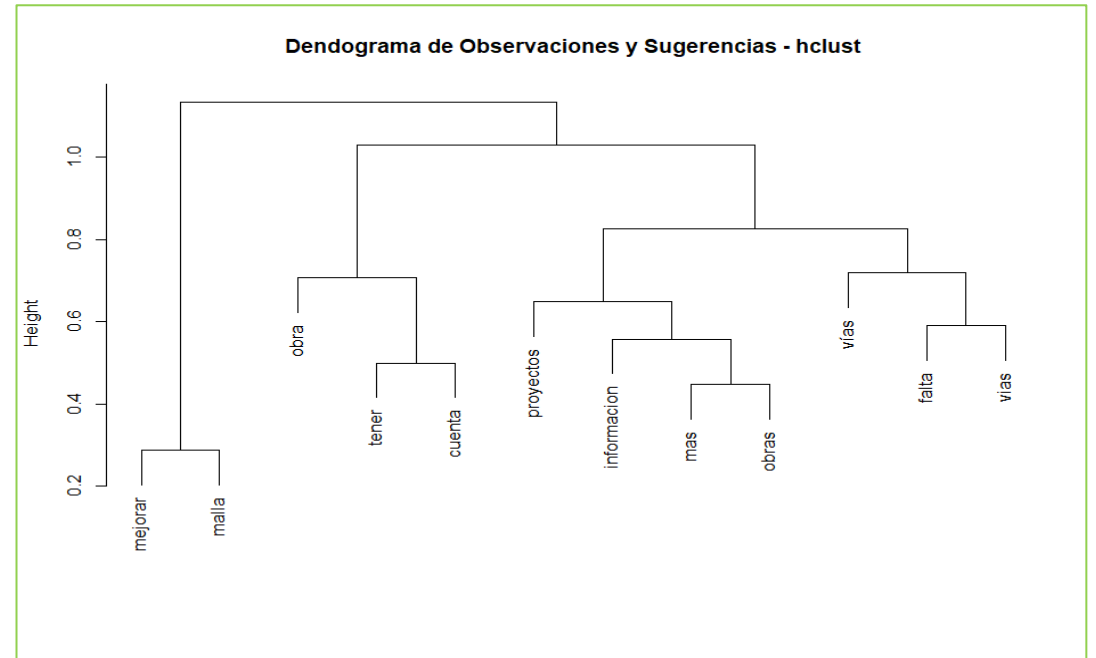 Dendograma de Observaciones y Sugerencias - hclust
Height
1.0
0.8
0.6
0.4
0.2
mejorar
malla
obra
tener
cuenta
proyectos
informacion
mas
obras
vías
falta
vias